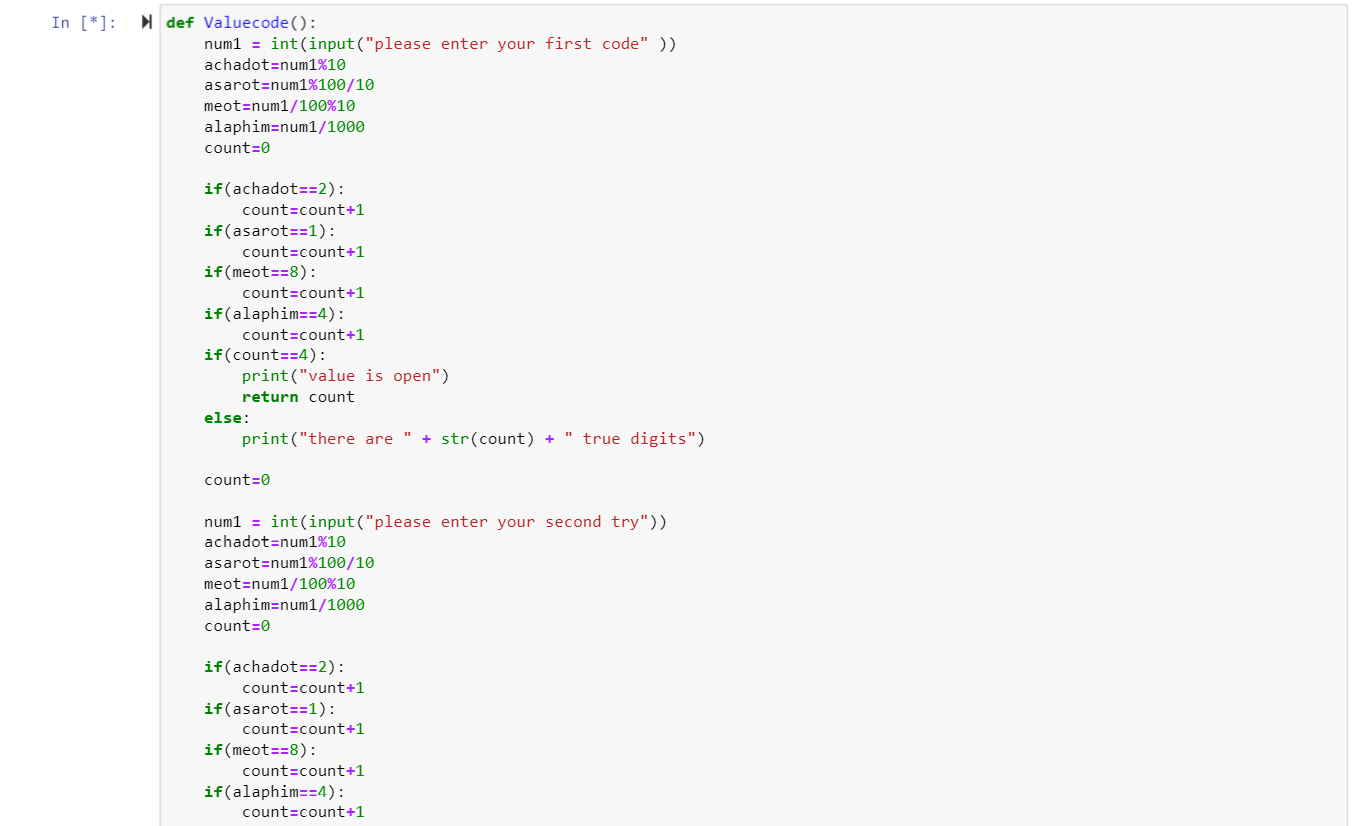 In [*]: def Valuecode():
    num1 = int(input("please enter your first code" ))
    achadot=num1%10
    asarot=num1%100/10
    meot=num1/100%10
    alaphim=num1/1000
    count=0

    if(achadot==2):
        count=count+1
    if(asarot==1):
        count=count+1
    if(meot==8):
        count=count+1
    if(alaphim==4):
        count=count+1
    if(count==4):
        print("value is open")
        return count
    else:
        print("there are " + str(count) + " true digits")

    count=0

    num1 = int(input("please enter your second try"))
    achadot=num1%10
    asarot=num1%100/10
    meot=num1/100%10
    alaphim=num1/1000
    count=0

    if(achadot==2):
        count=count+1
    if(asarot==1):
        count=count+1
    if(meot==8):
        count=count+1
    if(alaphim==4):
        count=count+1